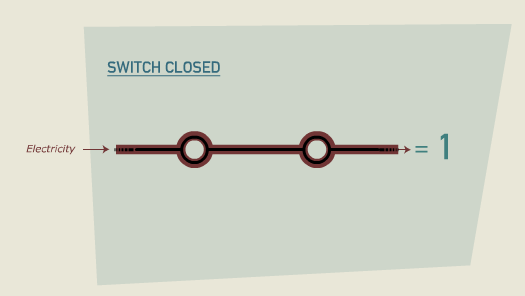 SWITCH CLOSED
Electricity = 1